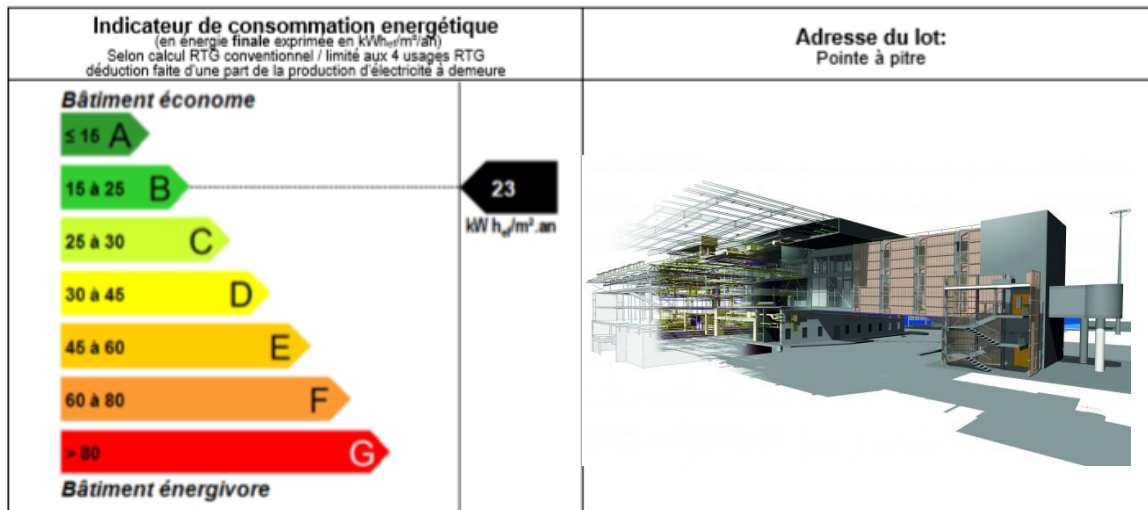 Indicateur de consommation energétique
(en énergie finale exprimée en kWhef/m²/an)
Selon calcul RTG conventionnel / limité aux 4 usages RTG
déduction faite d'une part de la production d'électricité à demeure
Adresse du lot:
Pointe à pitre
Bâtiment économe
≤ 15 A
15 à 25 B
23
kW hef/m².an
25 à 30 C
30 à 45 D
45 à 60 E
60 à 80 F
> 80 G
Bâtiment énergivore